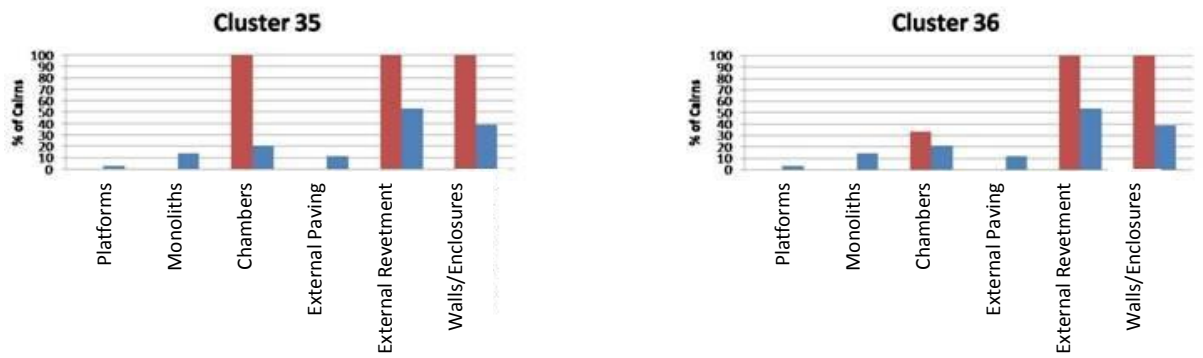 Cluster 35
% of Cairns
100
90
80
70
60
50
40
30
20
10
0
Platforms
Monoliths
Chambers
External Paving
External Revetment
Walls/Enclosures
Cluster 36
% of Cairns
100
90
80
70
60
50
40
30
20
10
0
Platforms
Monoliths
Chambers
External Paving
External Revetment
Walls/Enclosures